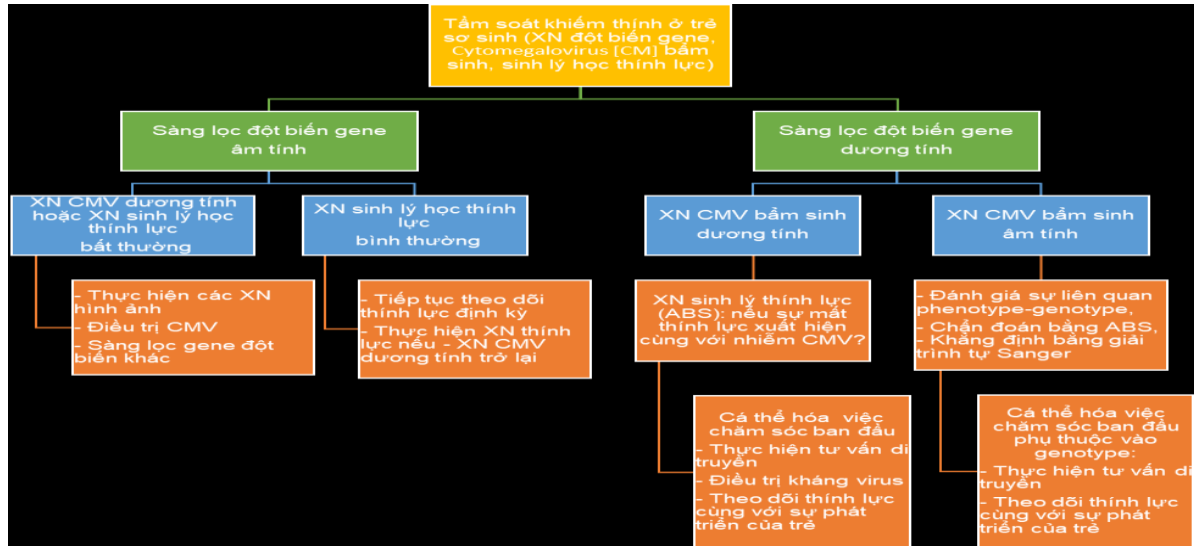 Tầm soát khiếm thính ở trẻ
sơ sinh (XN đột biến gene,
Cytomegalovirus [CM] bẩm
sinh, sinh lý học thính lực)
Sàng lọc đột biến gene
âm tính
Sàng lọc đột biến gene
dương tính
XN CMV dương tính
hoặc XN sinh lý học
thính lực
bất thường
XN sinh lý học thính
lực
bình thường
XN CMV bẩm sinh
dương tính
XN CMV bẩm sinh
âm tính
- Thực hiện các XN
hình ảnh
- Điều trị CMV
- Sàng lọc gene đột
biến khác
- Tiếp tục theo dõi
thính lực định kỳ
- Thực hiện XN thính
lực nếu - XN CMV
dương tính trở lại
XN sinh lý thính lực
(ABS): nếu sự mất
thính lực xuất hiện
cùng với nhiễm CMV?
- Đánh giá sự liên quan
phenotype-genotype,
- Chẩn đoán bằng ABS,
- Khẳng định bằng giải
trình tự Sanger
Cá thể hóa việc
chăm sóc ban đầu
- Thực hiện tư vấn di
truyền
- Điều trị kháng virus
- Theo dõi thính lực
cùng với sự phát
triển của trẻ
Cá thể hóa việc
chăm sóc ban đầu
phụ thuộc vào
genotype:
- Thực hiện tư vấn di
truyền
- Theo dõi thính lực
cùng với sự phát
triển của trẻ